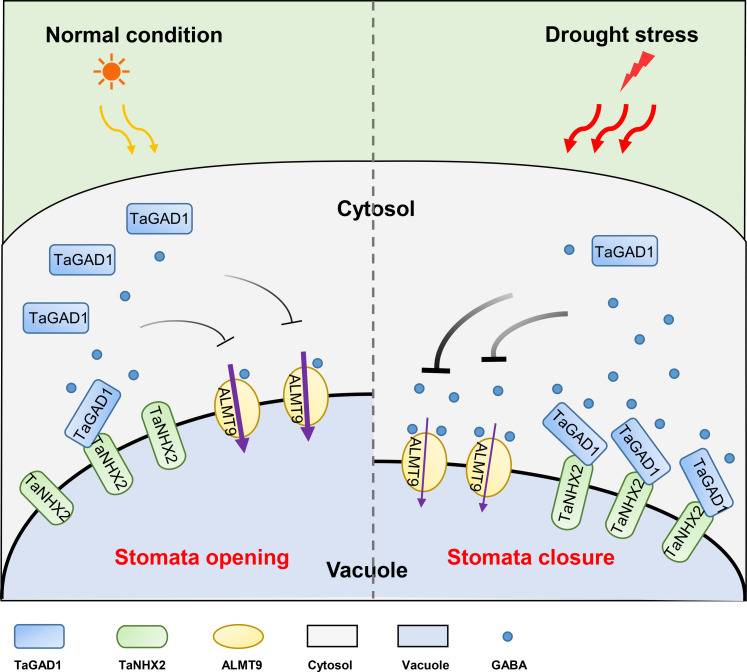 Normal condition
Drought stress
Cytosol
TaGAD1
TaGAD1
TaGAD1
TaGAD1
TaGAD1
ALMT9
ALMT9
TaNHX2
TaNHX2
TaNHX2
ALMT9
ALMT9
TaGAD1
TaGAD1
TaGAD1
TaNHX2
TaNHX2
TaNHX2
Stomata opening
Stomata closure
Vacuole
TaGAD1
TaNHX2
ALMT9
Cytosol
Vacuole
GABA